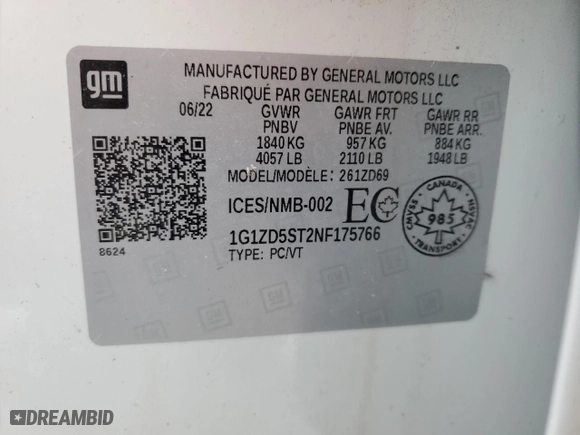 gm
MANUFACTURED BY GENERAL MOTORS LLC
FABRIQUÉ PAR GENERAL MOTORS LLC
06/22 GVWR GAWR FRT GAWR RR
PNBV PNBE AV. PNBE ARR.
1840 KG 957 KG 884 KG
4057 LB 2110 LB 1948 LB
MODEL/MODÈLE: 261ZD69
ICES/NMB-002 EC
CANADA
CMVSS 985 NSVAC
1G1ZD5ST2NF175766
8624
TYPE: PC/VT
DREAMBID